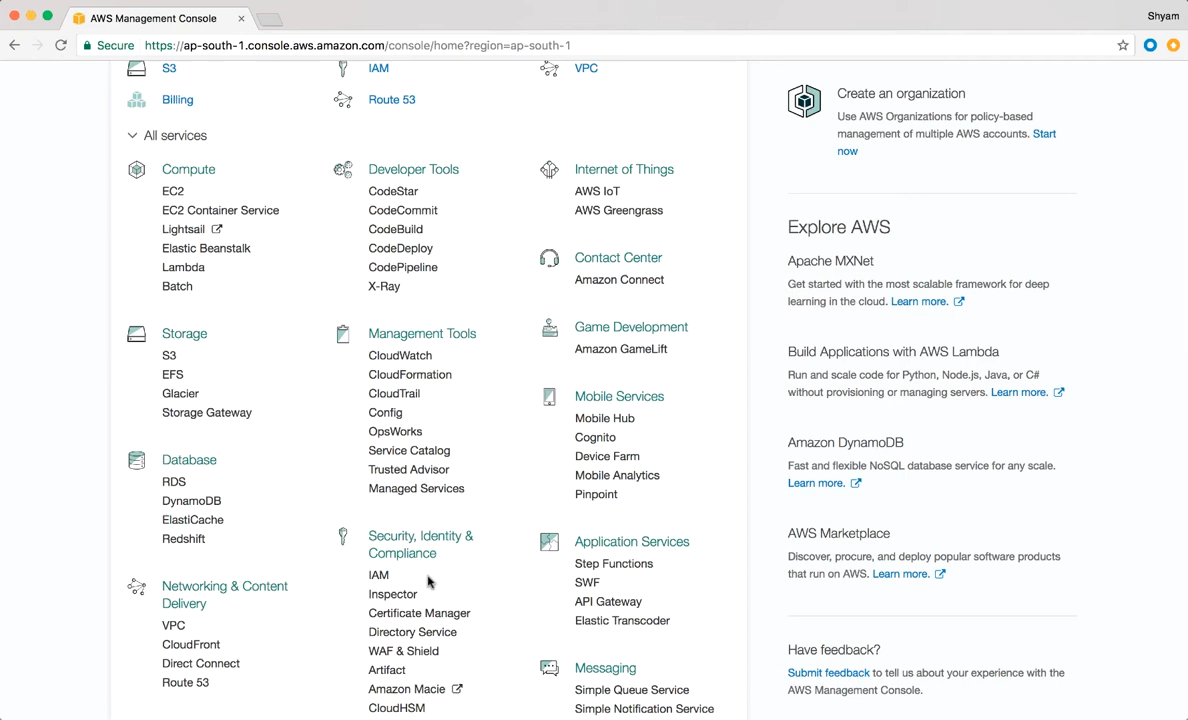 AWS Management Console
Shyam
Secure https://ap-south-1.console.aws.amazon.com/console/home?region=ap-south-1
S3
IAM
VPC
Billing
Route 53
All services
Compute
EC2
EC2 Container Service
Lightsail
Elastic Beanstalk
Lambda
Batch
Storage
S3
EFS
Glacier
Storage Gateway
Database
RDS
DynamoDB
ElastiCache
Redshift
Networking & Content
Delivery
VPC
CloudFront
Direct Connect
Route 53
Developer Tools
CodeStar
CodeCommit
CodeBuild
CodeDeploy
CodePipeline
X-Ray
Management Tools
CloudWatch
CloudFormation
CloudTrail
Config
OpsWorks
Service Catalog
Trusted Advisor
Managed Services
Security, Identity &
Compliance
IAM
Inspector
Certificate Manager
Directory Service
WAF & Shield
Artifact
Amazon Macie
CloudHSM
Internet of Things
AWS IoT
AWS Greengrass
Contact Center
Amazon Connect
Game Development
Amazon GameLift
Mobile Services
Mobile Hub
Cognito
Device Farm
Mobile Analytics
Pinpoint
Application Services
Step Functions
SWF
API Gateway
Elastic Transcoder
Messaging
Simple Queue Service
Simple Notification Service
Create an organization
Use AWS Organizations for policy-based
management of multiple AWS accounts. Start
now
Explore AWS
Apache MXNet
Get started with the most scalable framework for deep
learning in the cloud. Learn more.
Build Applications with AWS Lambda
Run and scale code for Python, Node.js, Java, or C#
without provisioning or managing servers. Learn more.
Amazon DynamoDB
Fast and flexible NoSQL database service for any scale.
Learn more.
AWS Marketplace
Discover, procure, and deploy popular software products
that run on AWS. Learn more.
Have feedback?
Submit feedback to tell us about your experience with the
AWS Management Console.